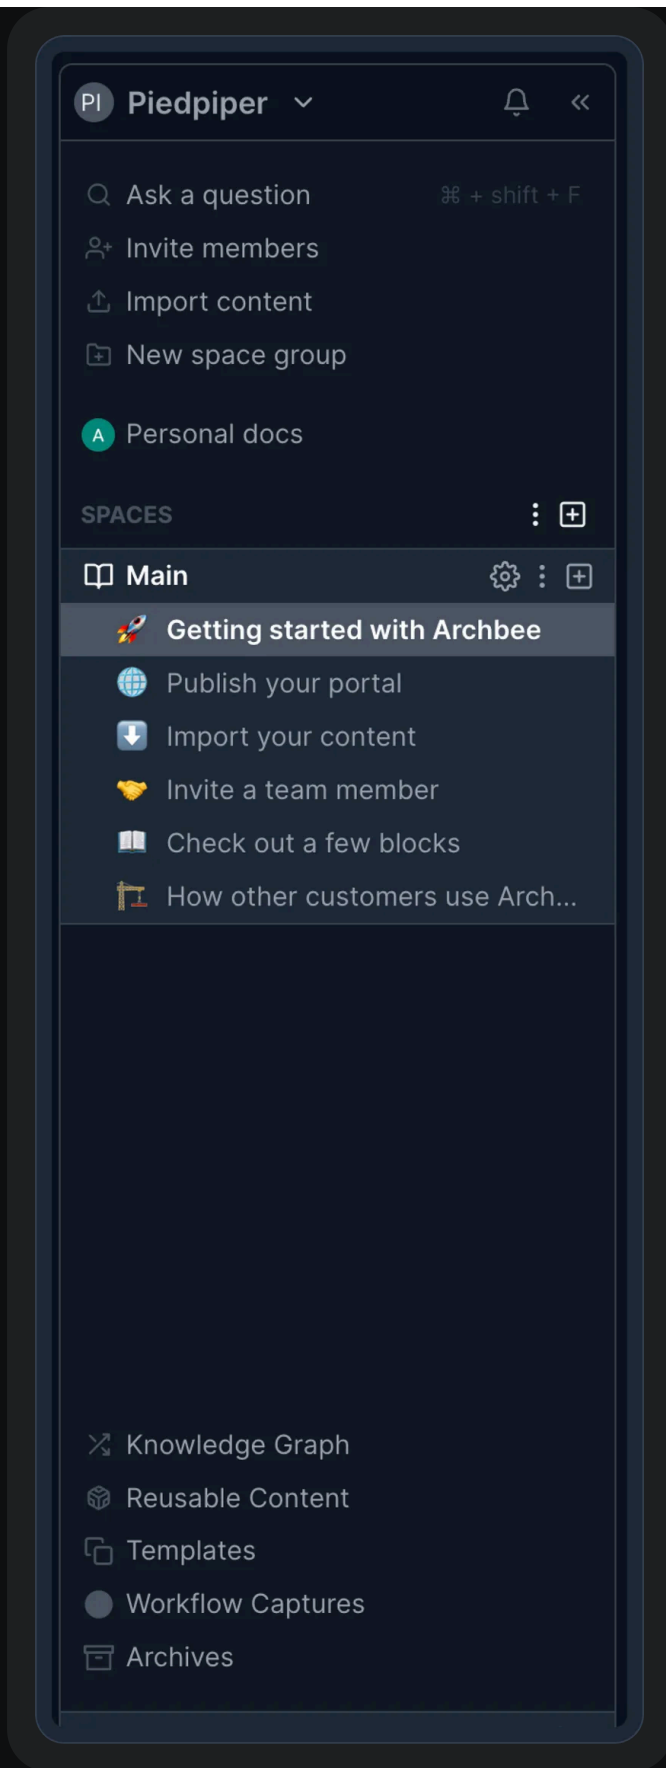 PI Piedpiper
Ask a question ⌘ + shift + F
Invite members
Import content
New space group
A Personal docs
SPACES
Main
Getting started with Archbee
Publish your portal
Import your content
Invite a team member
Check out a few blocks
How other customers use Arch...
Knowledge Graph
Reusable Content
Templates
Workflow Captures
Archives